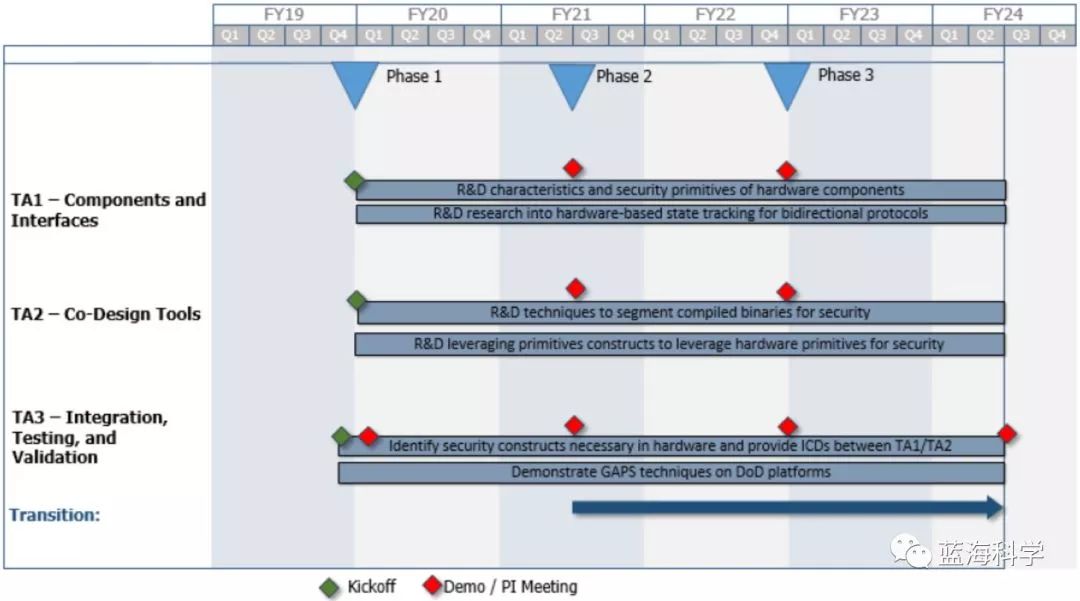 FY19 FY20 FY21 FY22 FY23 FY24
Q1 Q2 Q3 Q4 Q1 Q2 Q3 Q4 Q1 Q2 Q3 Q4 Q1 Q2 Q3 Q4 Q1 Q2 Q3 Q4 Q1 Q2 Q3 Q4
Phase 1 Phase 2 Phase 3
TA1 – Components and
Interfaces
R&D characteristics and security primitives of hardware components
R&D research into hardware-based state tracking for bidirectional protocols
TA2 – Co-Design Tools
R&D techniques to segment compiled binaries for security
R&D leveraging primitives constructs to leverage hardware primitives for security
TA3 – Integration,
Testing, and
Validation
Identify security constructs necessary in hardware and provide ICDs between TA1/TA2
Demonstrate GAPS techniques on DoD platforms
Transition:
蓝海科学
Kickoff Demo / PI Meeting